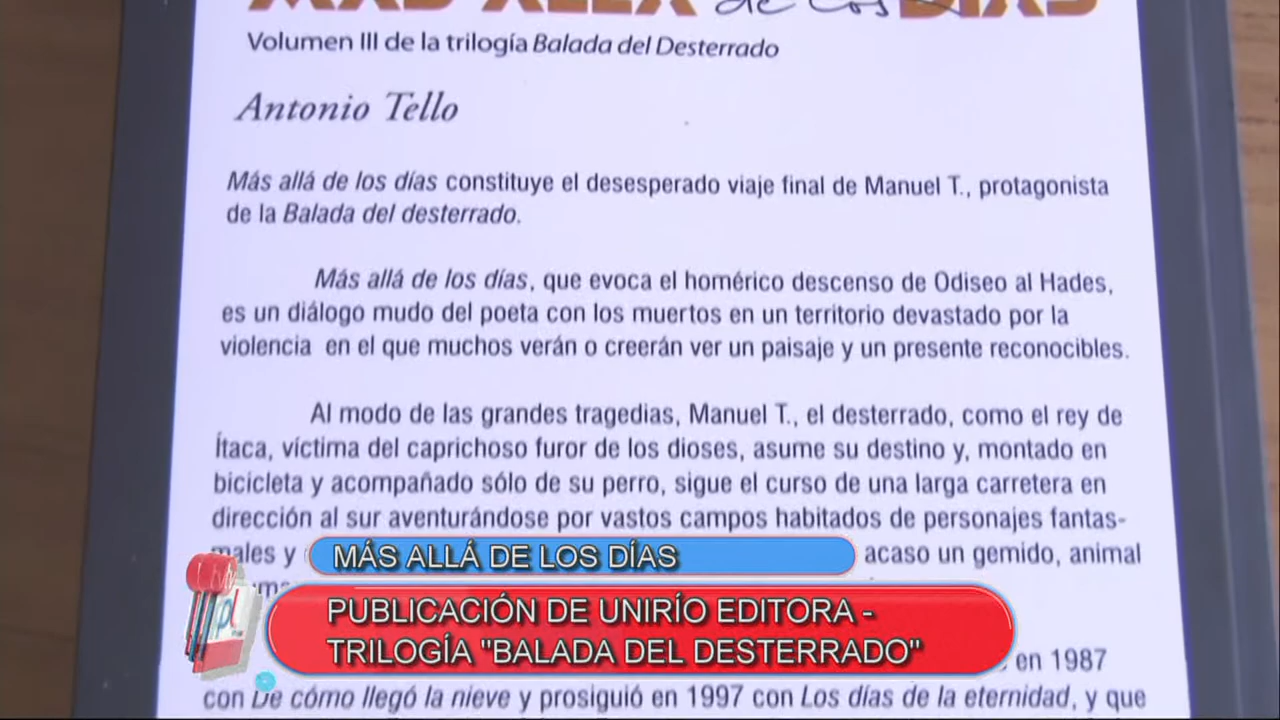 MÁS ALLÁ de los DÍAS
Volumen III de la trilogía Balada del Desterrado
Antonio Tello
Más allá de los días constituye el desesperado viaje final de Manuel T., protagonista
de la Balada del desterrado.
Más allá de los días, que evoca el homérico descenso de Odiseo al Hades,
es un diálogo mudo del poeta con los muertos en un territorio devastado por la
violencia en el que muchos verán o creerán ver un paisaje y un presente reconocibles.
Al modo de las grandes tragedias, Manuel T., el desterrado, como el rey de
Ítaca, víctima del caprichoso furor de los dioses, asume su destino y, montado en
bicicleta y acompañado sólo de su perro, sigue el curso de una larga carretera en
dirección al sur aventurándose por vastos campos habitados de personajes fantas-
males y acaso un gemido, animal
MÁS ALLÁ DE LOS DÍAS
PUBLICACIÓN DE UNIRÍO EDITORA -
TRILOGÍA "BALADA DEL DESTERRADO"
en 1987
con De cómo llegó la nieve y prosiguió en 1997 con Los días de la eternidad, y que